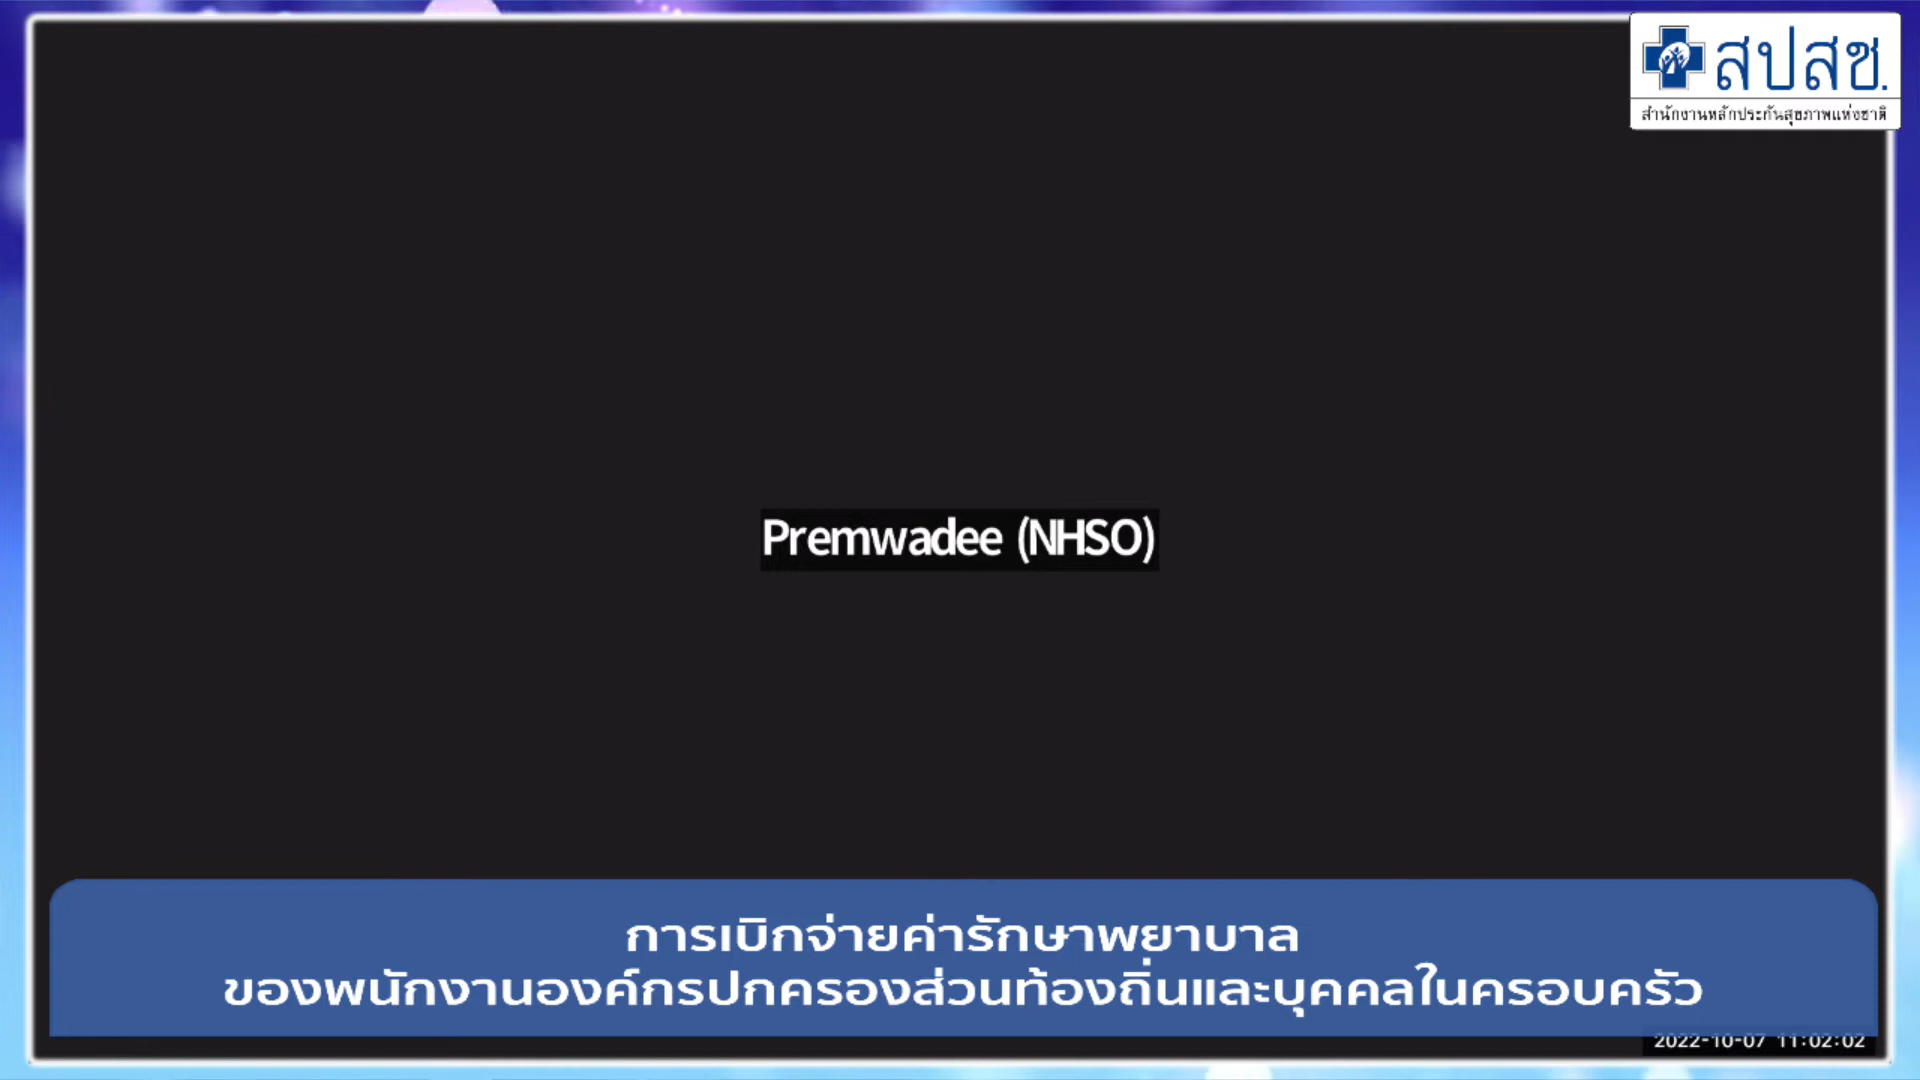 สปสช.
สำนักงานหลักประกันสุขภาพแห่งชาติ
Premwadee (NHSO)
การเบิกจ่ายค่ารักษาพยาบาล
ของพนักงานองค์กรปกครองส่วนท้องถิ่นและบุคคลในครอบครัว
2022-10-07 11:02:02